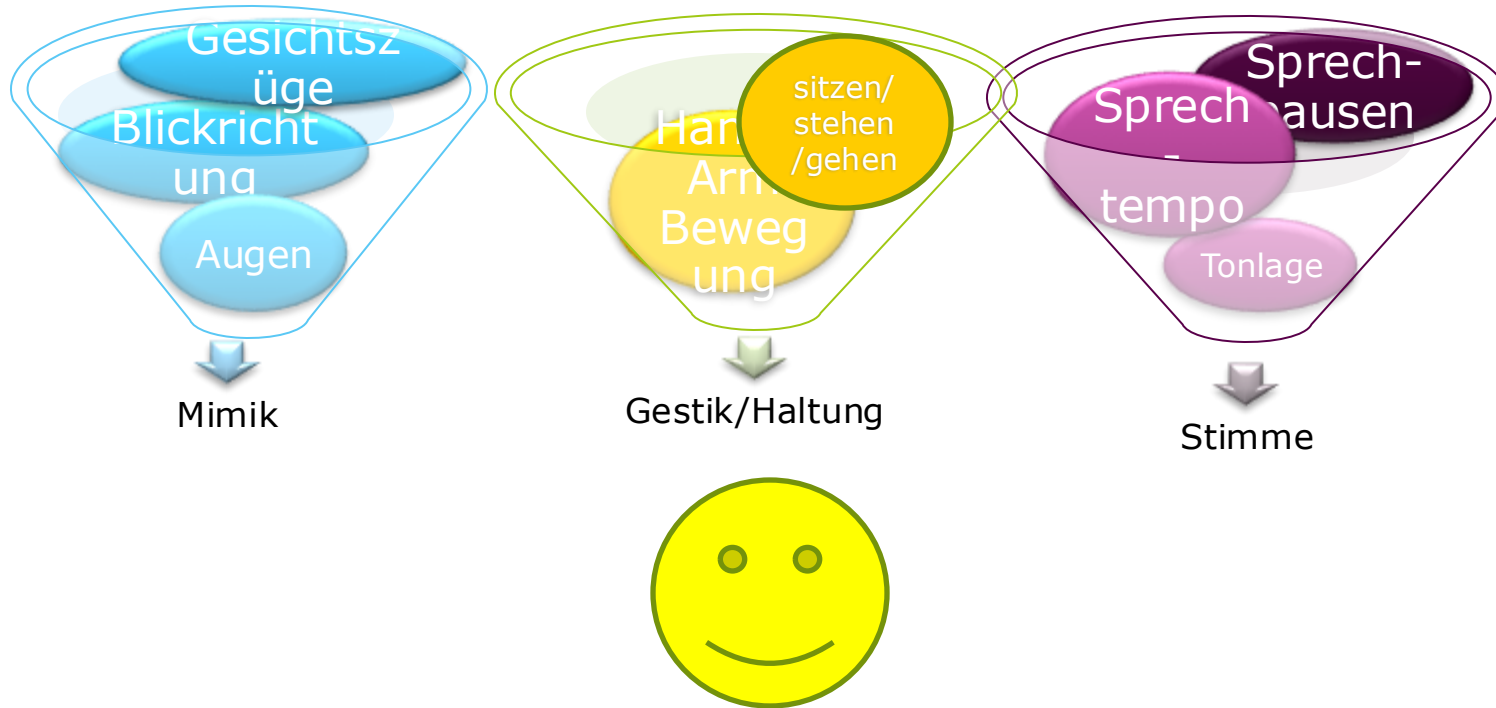 Gesichtsz
üge
Blickricht
ung
Augen
Mimik
sitzen/
stehen
/gehen
Arm
Beweg
ung
Gestik/Haltung
Sprech-
Sprech
-
tempo
Tonlage
Stimme